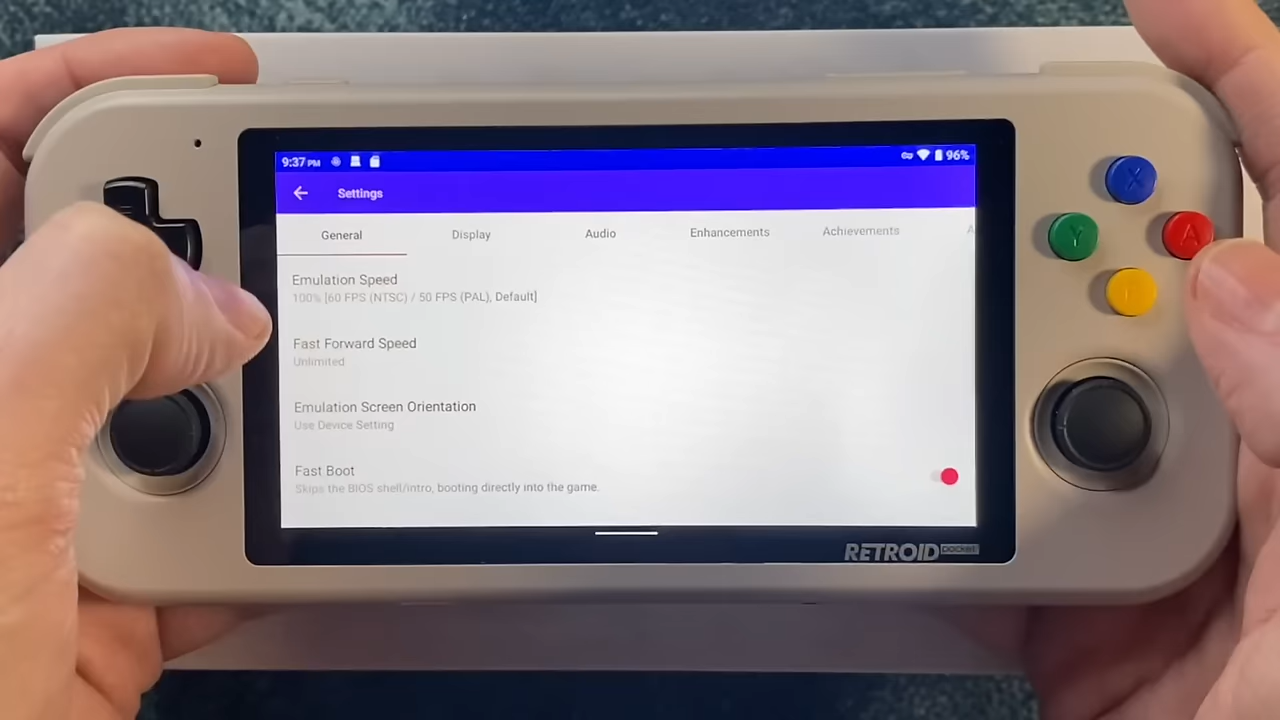 9:37 PM 96%
Settings
General Display Audio Enhancements Achievements A
Emulation Speed
100% [60 FPS (NTSC) / 50 FPS (PAL), Default]
Fast Forward Speed
Unlimited
Emulation Screen Orientation
Use Device Setting
Fast Boot
Skips the BIOS shell/intro, booting directly into the game.
X
Y
A
RETROID pocket